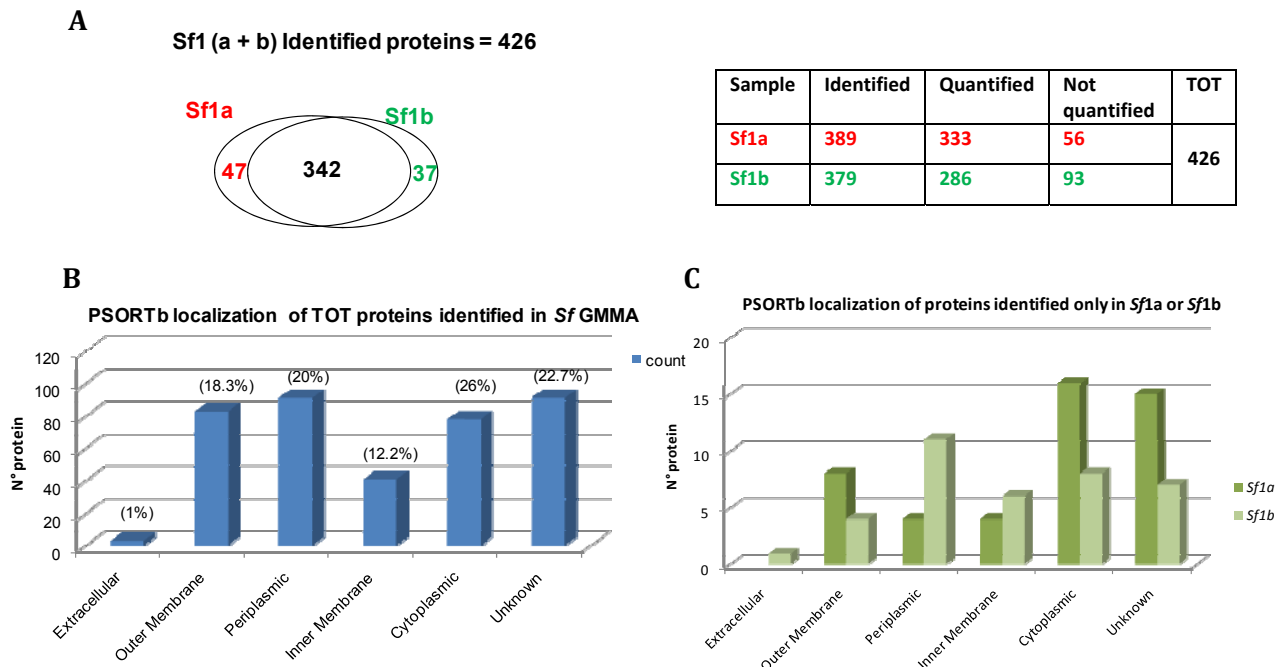 A
Sf1 (a + b) Identified proteins = 426
Sf1a
Sf1b
47
342
37
Sample Identified Quantified Not quantified TOT
Sf1a 389 333 56 426
Sf1b 379 286 93
B
PSORTb localization of TOT proteins identified in Sf GMMA
N° protein
120
100
80
60
40
20
0
(1%)
(18.3%)
(20%)
(12.2%)
(26%)
(22.7%)
count
Extracellular
Outer Membrane
Periplasmic
Inner Membrane
Cytoplasmic
Unknown
C
PSORTb localization of proteins identified only in Sf1a or Sf1b
N° protein
20
15
10
5
0
Sf1a
Sf1b
Extracellular
Outer Membrane
Periplasmic
Inner Membrane
Cytoplasmic
Unknown